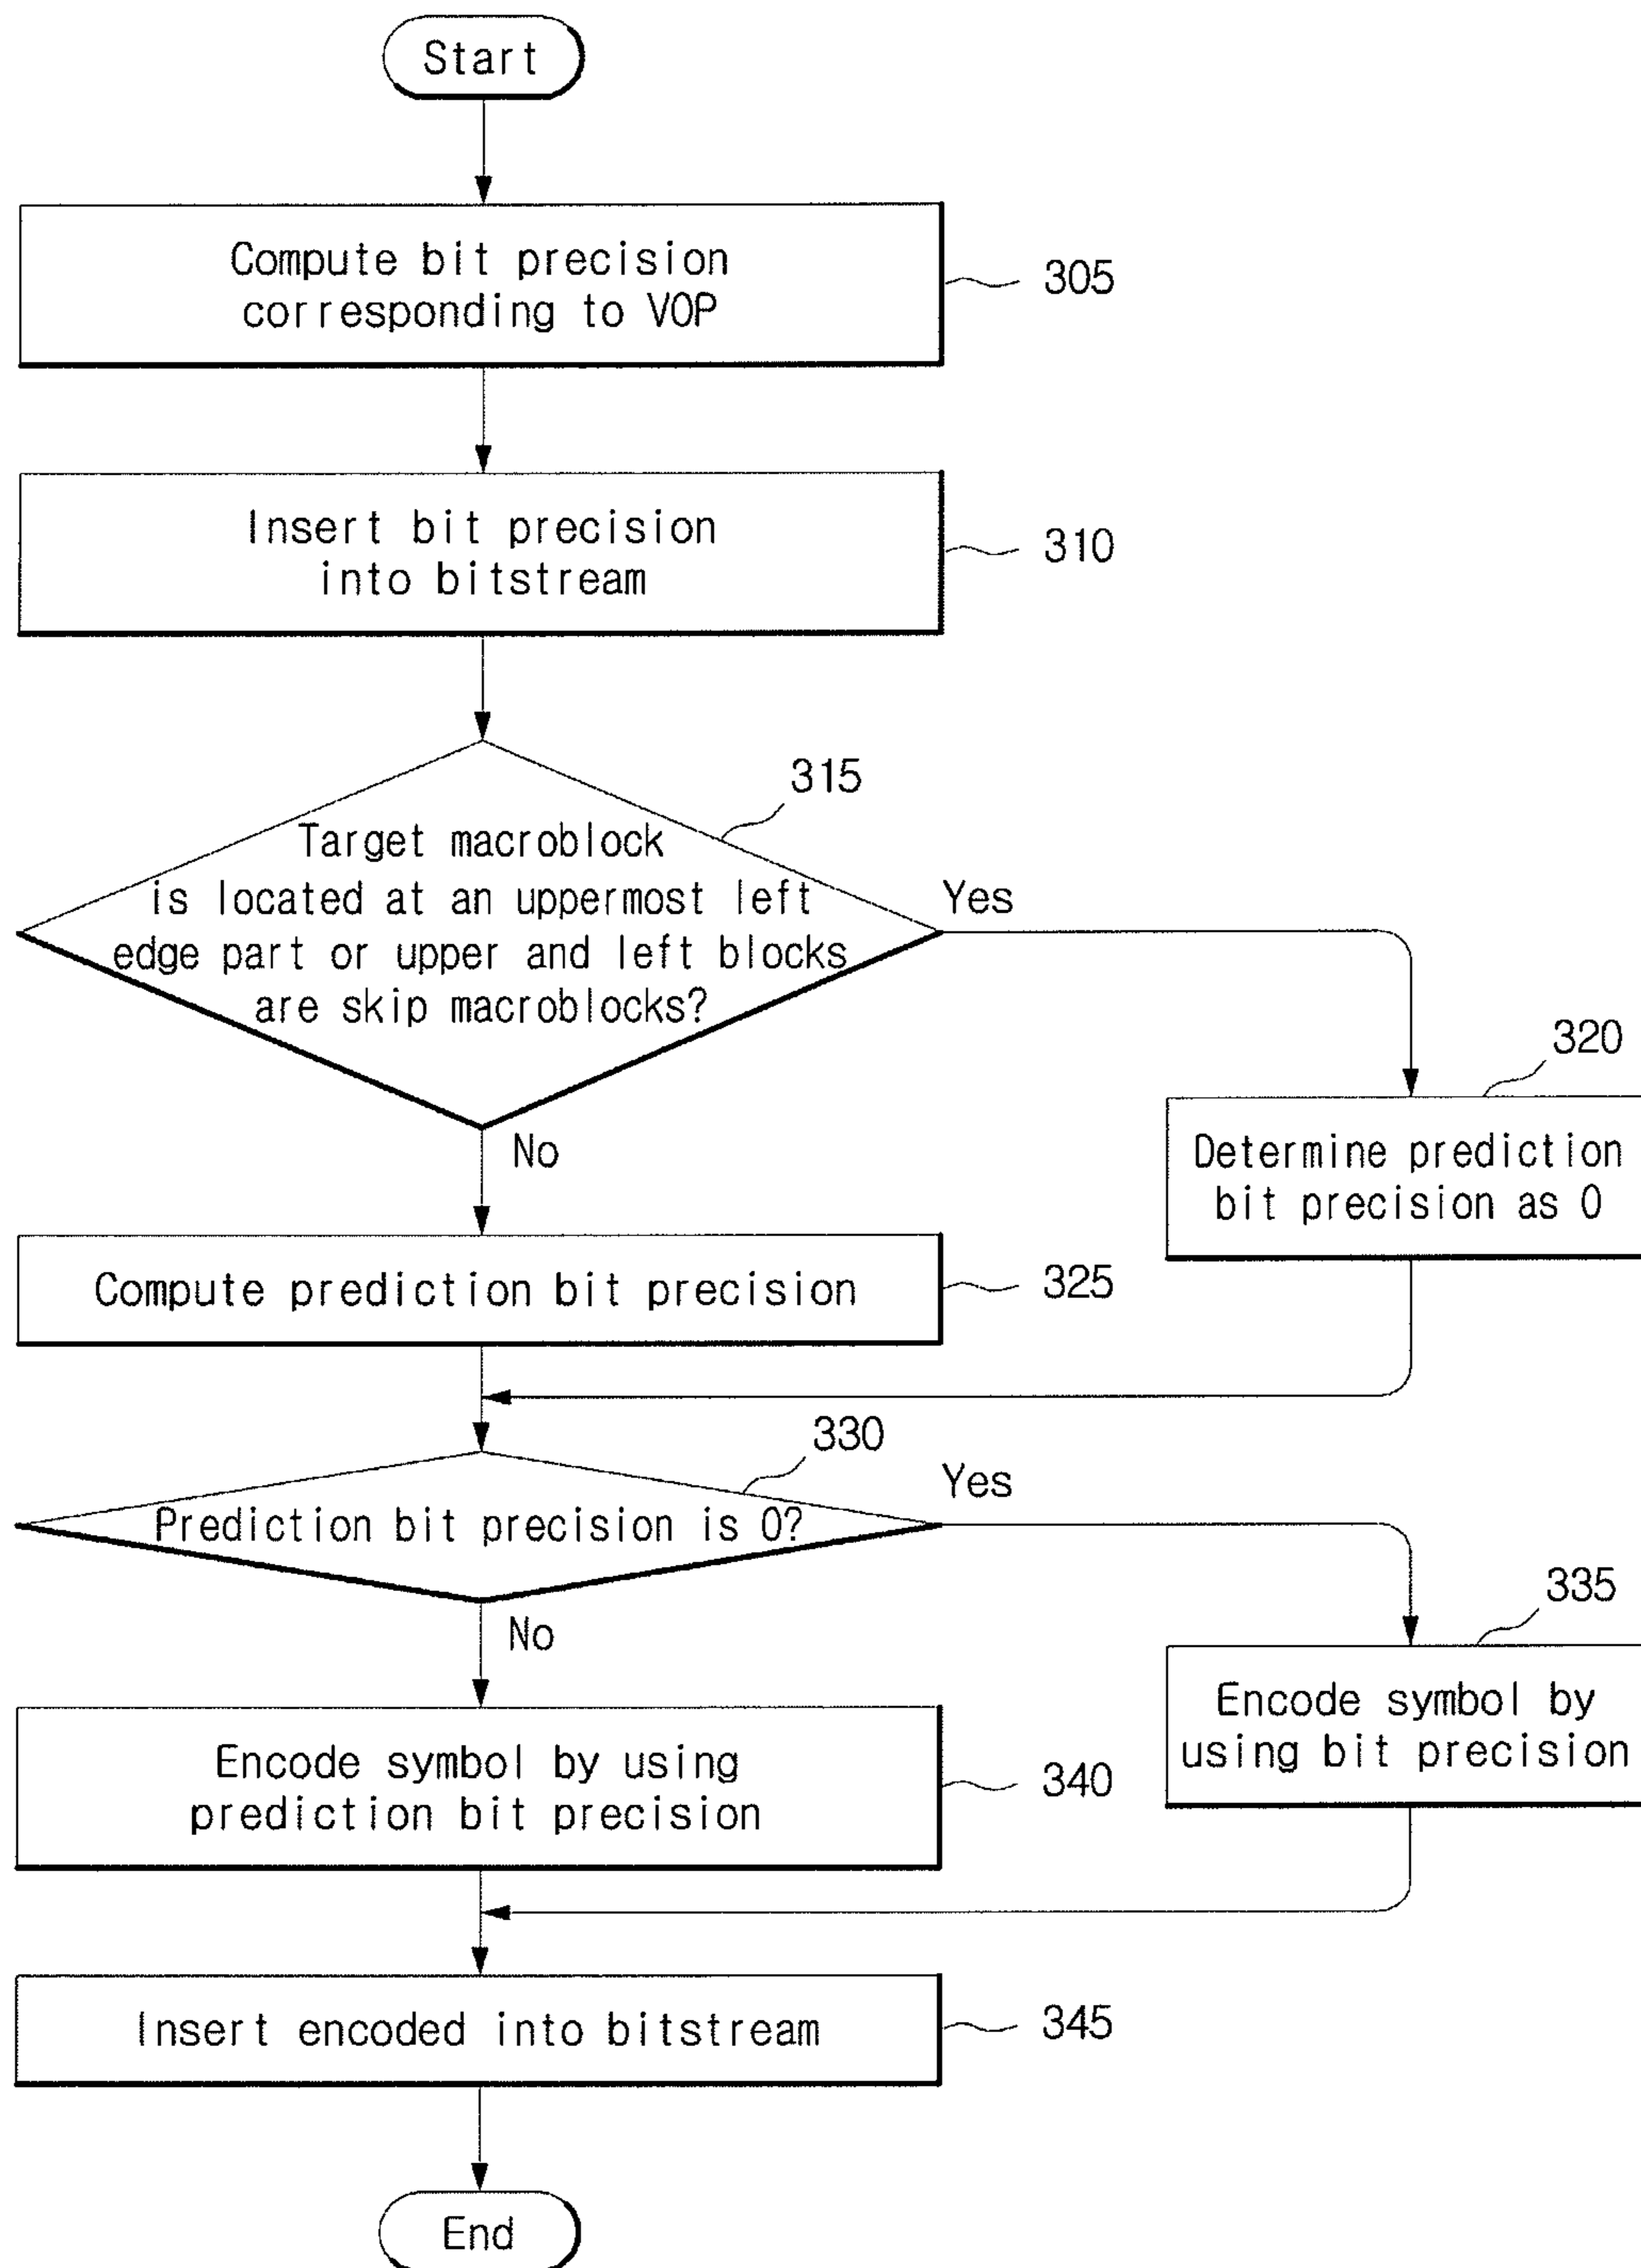 Start
Compute bit precision
corresponding to VOP
305
Insert bit precision
into bitstream
310
315
Target macroblock
is located at an uppermost left
edge part or upper and left blocks
are skip macroblocks?
Yes
No
320
Determine prediction
bit precision as 0
Compute prediction bit precision
325
330
Prediction bit precision is 0?
Yes
No
335
Encode symbol by
using bit precision
Encode symbol by using
prediction bit precision
340
Insert encoded into bitstream
345
End